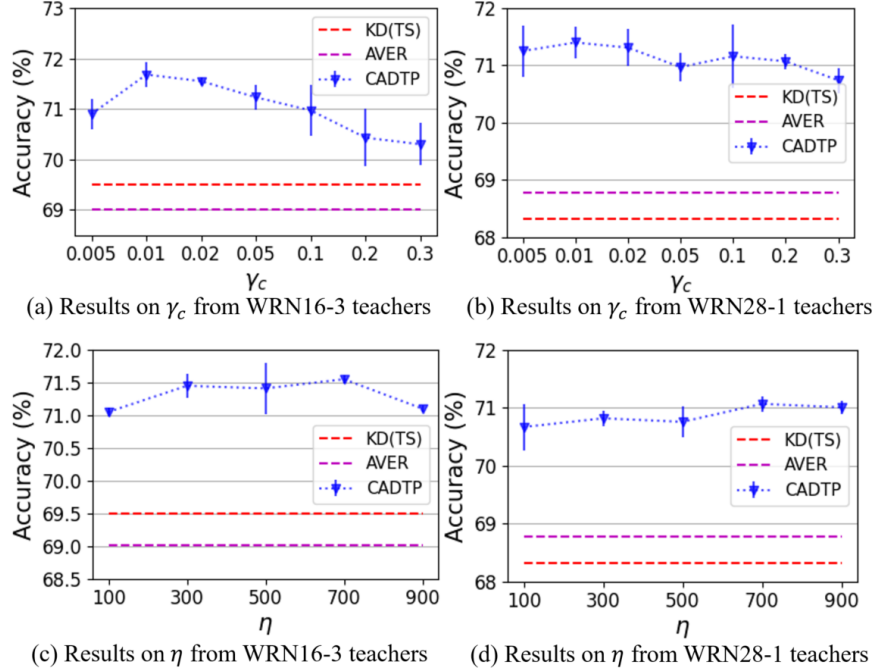 73
72
71
70
69
Accuracy (%)
KD(TS)
AVER
CADTP
0.005 0.01 0.02 0.05 0.1 0.2 0.3
γc
(a) Results on γc from WRN16-3 teachers
72
71
70
69
68
Accuracy (%)
KD(TS)
AVER
CADTP
0.005 0.01 0.02 0.05 0.1 0.2 0.3
γc
(b) Results on γc from WRN28-1 teachers
72.0
71.5
71.0
70.5
70.0
69.5
69.0
68.5
Accuracy (%)
KD(TS)
AVER
CADTP
100 300 500 700 900
η
(c) Results on η from WRN16-3 teachers
72
71
70
69
68
Accuracy (%)
KD(TS)
AVER
CADTP
100 300 500 700 900
η
(d) Results on η from WRN28-1 teachers